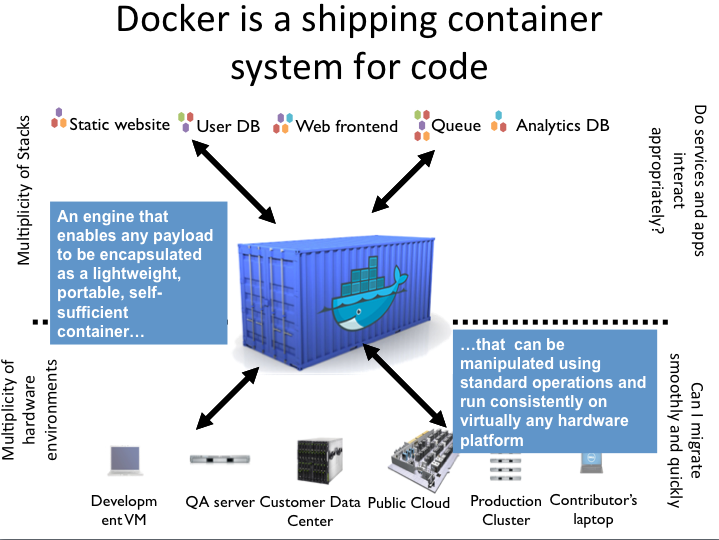 Docker is a shipping container
system for code
Static website
User DB
Web frontend
Queue
Analytics DB
Multiplicity of Stacks
Do services and apps
interact
appropriately?
An engine that
enables any payload
to be encapsulated
as a lightweight,
portable, self-
sufficient
container…
…that can be
manipulated using
standard operations and
run consistently on
virtually any hardware
platform
Multiplicity of
hardware
environments
Can I migrate
smoothly and quickly
Developm
ent VM
QA server
Customer Data
Center
Public Cloud
Production
Cluster
Contributor’s
laptop